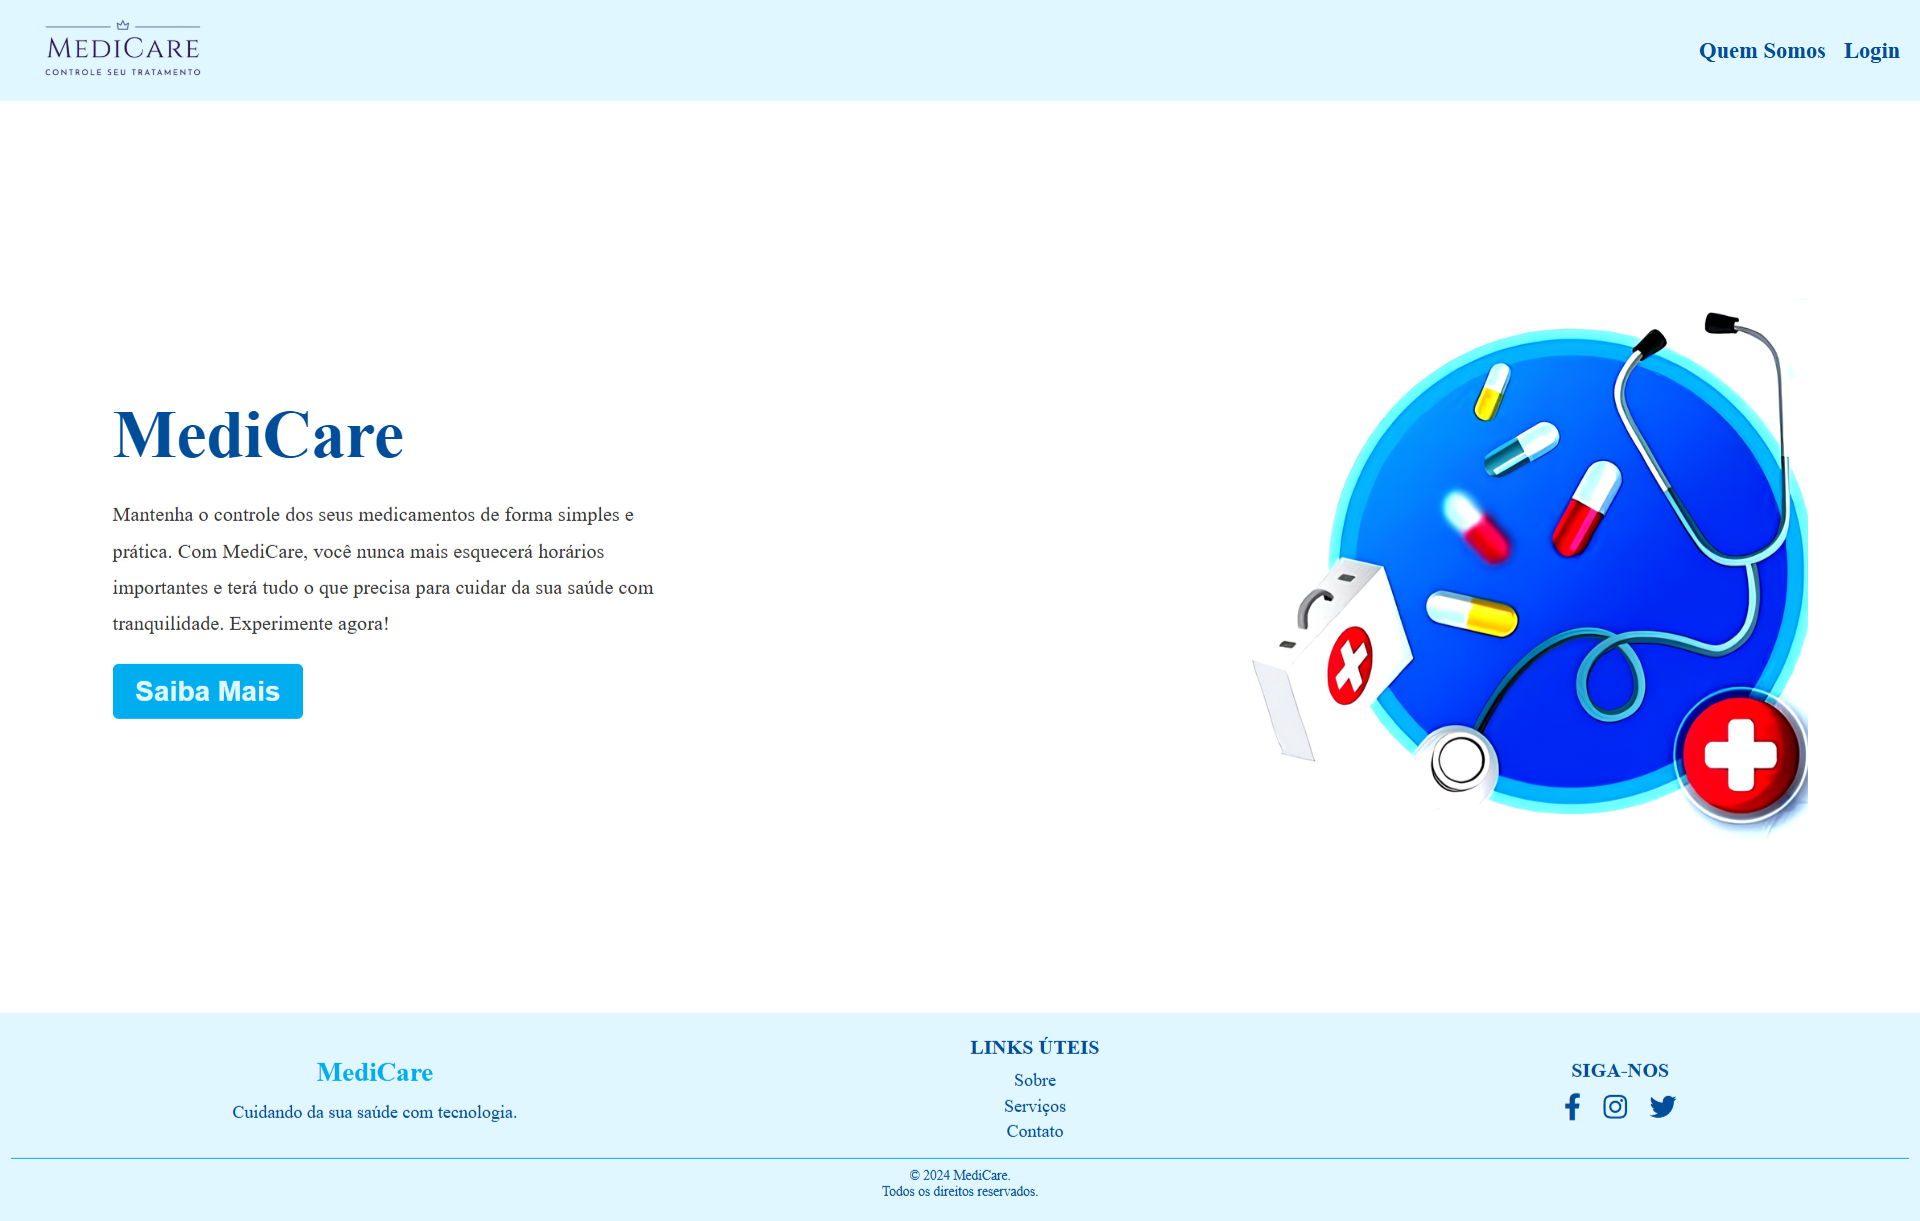 MEDICARE
CONTROLE SEU TRATAMENTO
Quem Somos Login
MediCare
Mantenha o controle dos seus medicamentos de forma simples e
prática. Com MediCare, você nunca mais esquecerá horários
importantes e terá tudo o que precisa para cuidar da sua saúde com
tranquilidade. Experimente agora!
Saiba Mais
MediCare
Cuidando da sua saúde com tecnologia.
LINKS ÚTEIS
Sobre
Serviços
Contato
SIGA-NOS
© 2024 MediCare.
Todos os direitos reservados.